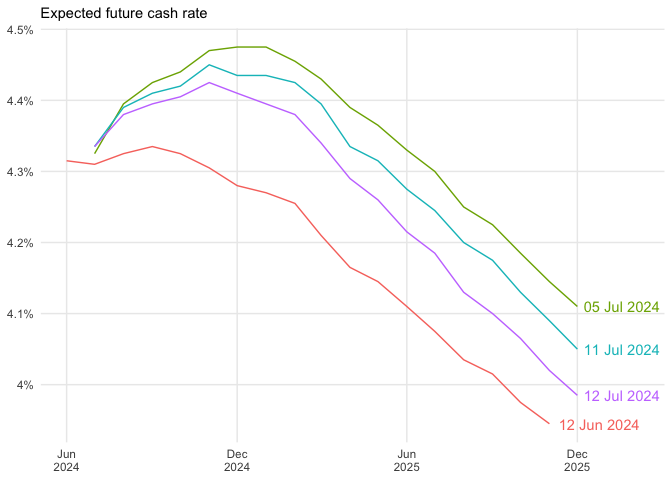 Expected future cash rate
4.5%
4.4%
4.3%
4.2%
4.1%
4%
05 Jul 2024
11 Jul 2024
12 Jul 2024
12 Jun 2024
Jun
2024
Dec
2024
Jun
2025
Dec
2025